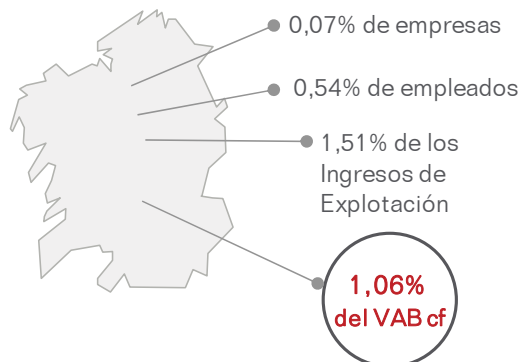 0,07% de empresas
0,54% de empleados
1,51% de los
Ingresos de
Explotación
1,06%
del VAB cf